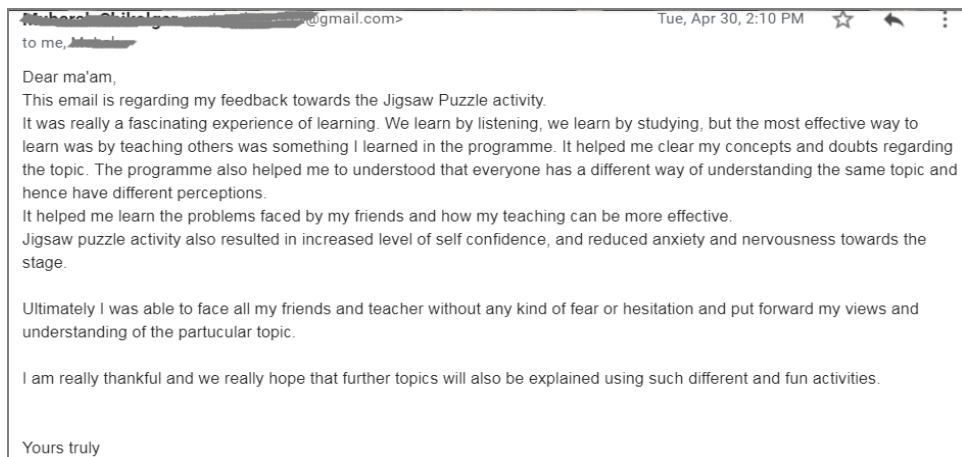 @gmail.com> Tue, Apr 30, 2:10 PM
to me,
Dear ma'am,
This email is regarding my feedback towards the Jigsaw Puzzle activity.
It was really a fascinating experience of learning. We learn by listening, we learn by studying, but the most effective way to
learn was by teaching others was something I learned in the programme. It helped me clear my concepts and doubts regarding
the topic. The programme also helped me to understood that everyone has a different way of understanding the same topic and
hence have different perceptions.
It helped me learn the problems faced by my friends and how my teaching can be more effective.
Jigsaw puzzle activity also resulted in increased level of self confidence, and reduced anxiety and nervousness towards the
stage.
Ultimately I was able to face all my friends and teacher without any kind of fear or hesitation and put forward my views and
understanding of the partucular topic.
I am really thankful and we really hope that further topics will also be explained using such different and fun activities.
Yours truly